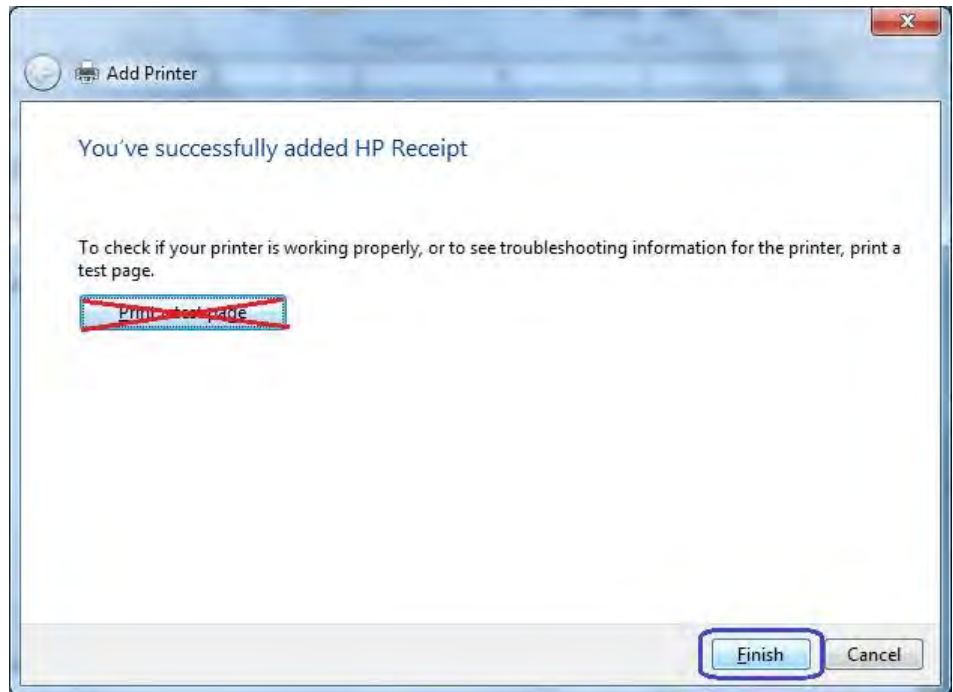 Add Printer
You've successfully added HP Receipt
To check if your printer is working properly, or to see troubleshooting information for the printer, print a
test page.
Print a test page
Finish Cancel